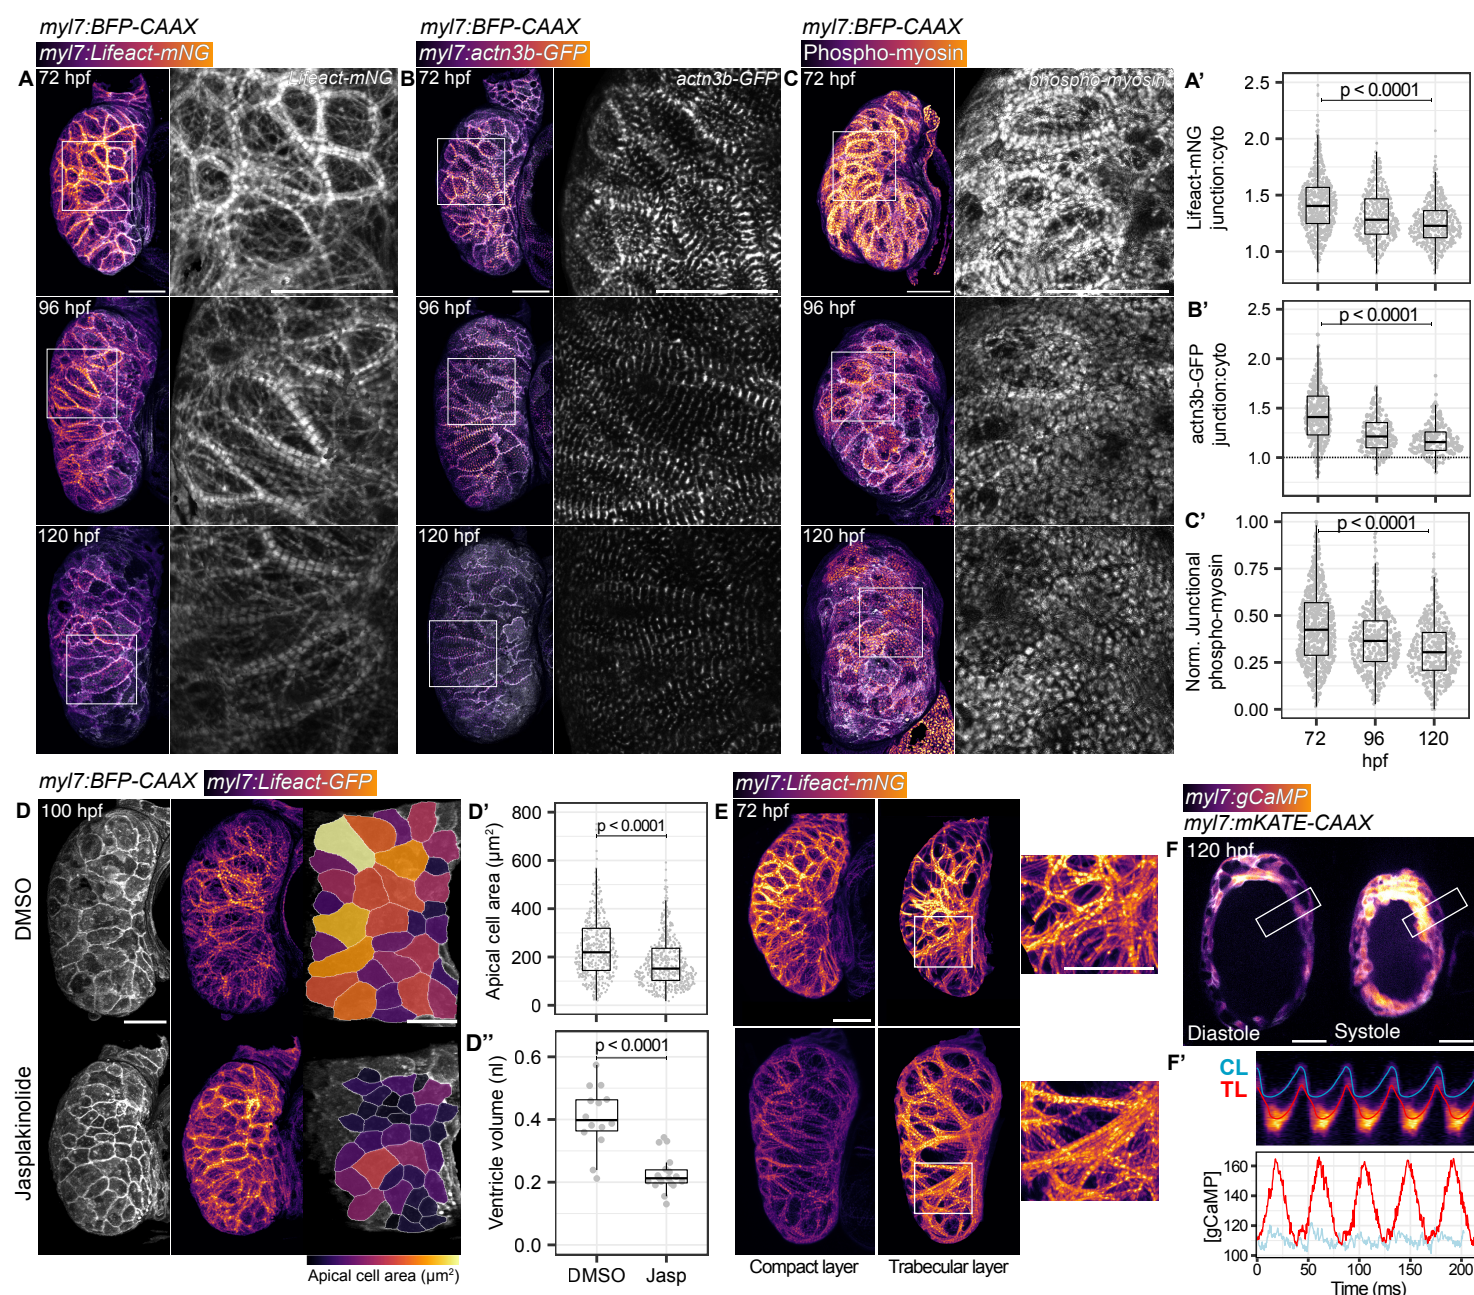 myl7:BFP-CAAX
myl7:Lifeact-mNG
A
72 hpf
Lifeact-mNG
96 hpf
120 hpf
myl7:BFP-CAAX
myl7:actn3b-GFP
B
72 hpf
actn3b-GFP
96 hpf
120 hpf
myl7:BFP-CAAX
Phospho-myosin
C
72 hpf
phospho-myosin
96 hpf
120 hpf
A'
Lifeact-mNG
junction:cyto
2.5
2.0
1.5
1.0
p < 0.0001
B'
actn3b-GFP
junction:cyto
2.5
2.0
1.5
1.0
p < 0.0001
C'
Norm. Junctional
phospho-myosin
1.00
0.75
0.50
0.25
0.00
p < 0.0001
72 96 120
hpf
myl7:BFP-CAAX myl7:Lifeact-GFP
D
100 hpf
DMSO
Jasplakinolide
Apical cell area (µm²)
D'
Apical cell area (µm²)
800
600
400
200
0
p < 0.0001
D''
Ventricle volume (nl)
0.6
0.4
0.2
0.0
p < 0.0001
DMSO Jasp
myl7:Lifeact-mNG
E
72 hpf
Compact layer Trabecular layer
myl7:gCaMP
myl7:mKATE-CAAX
F
120 hpf
Diastole Systole
F'
CL
TL
[gCaMP]
160
140
120
100
0 50 100 150 200
Time (ms)